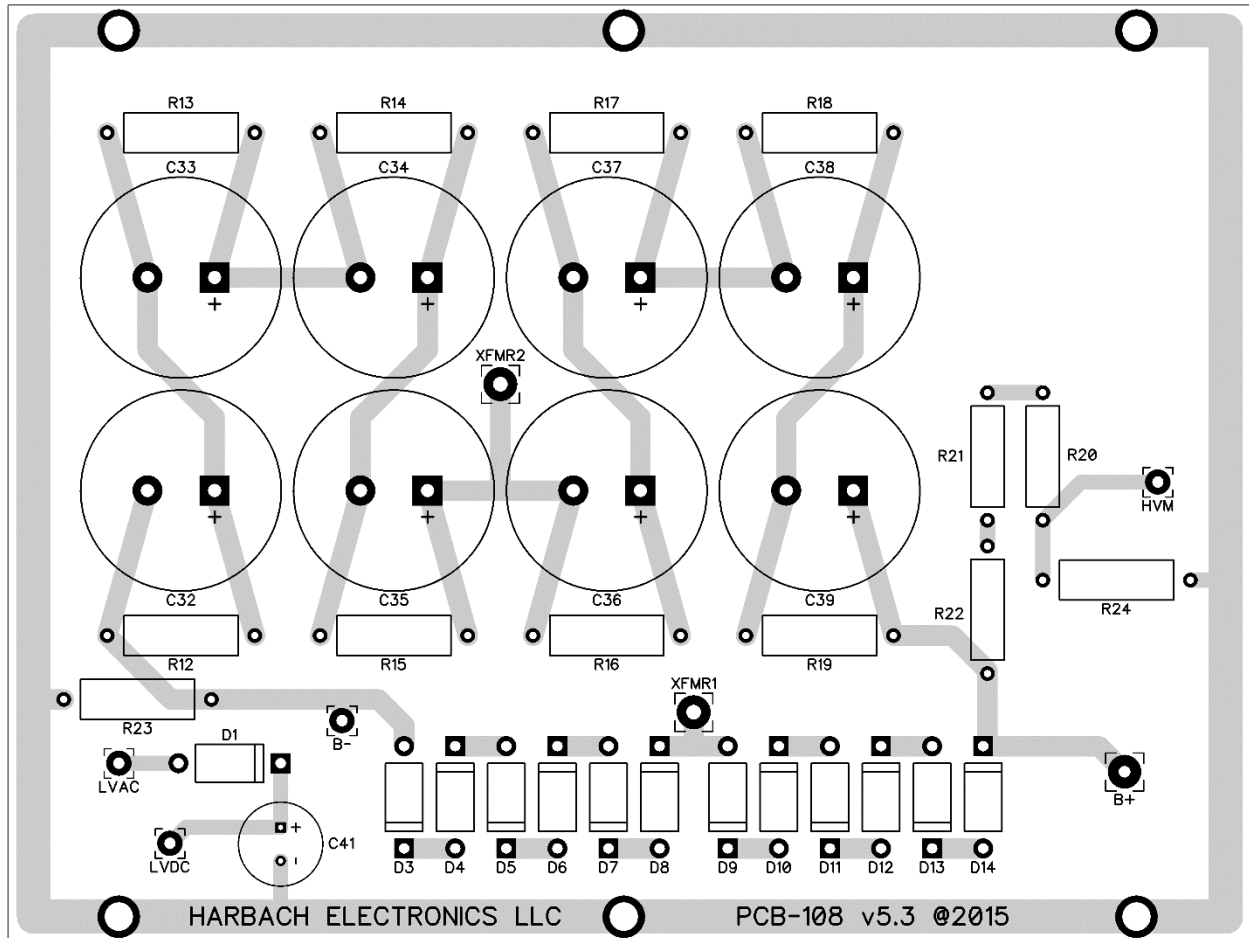 R13 R14 R17 R18
C33 C34 C37 C38
+ + + +
XFMR2
R21 R20
HVM
+ + + +
C32 C35 C36 C39
R24
R22
R12 R15 R16 R19
XFMR1
R23
D1
B-
LVAC
B+
+
C41
-
LVDC
D3 D4 D5 D6 D7 D8 D9 D10 D11 D12 D13 D14
HARBACH ELECTRONICS LLC PCB-108 v5.3 @2015